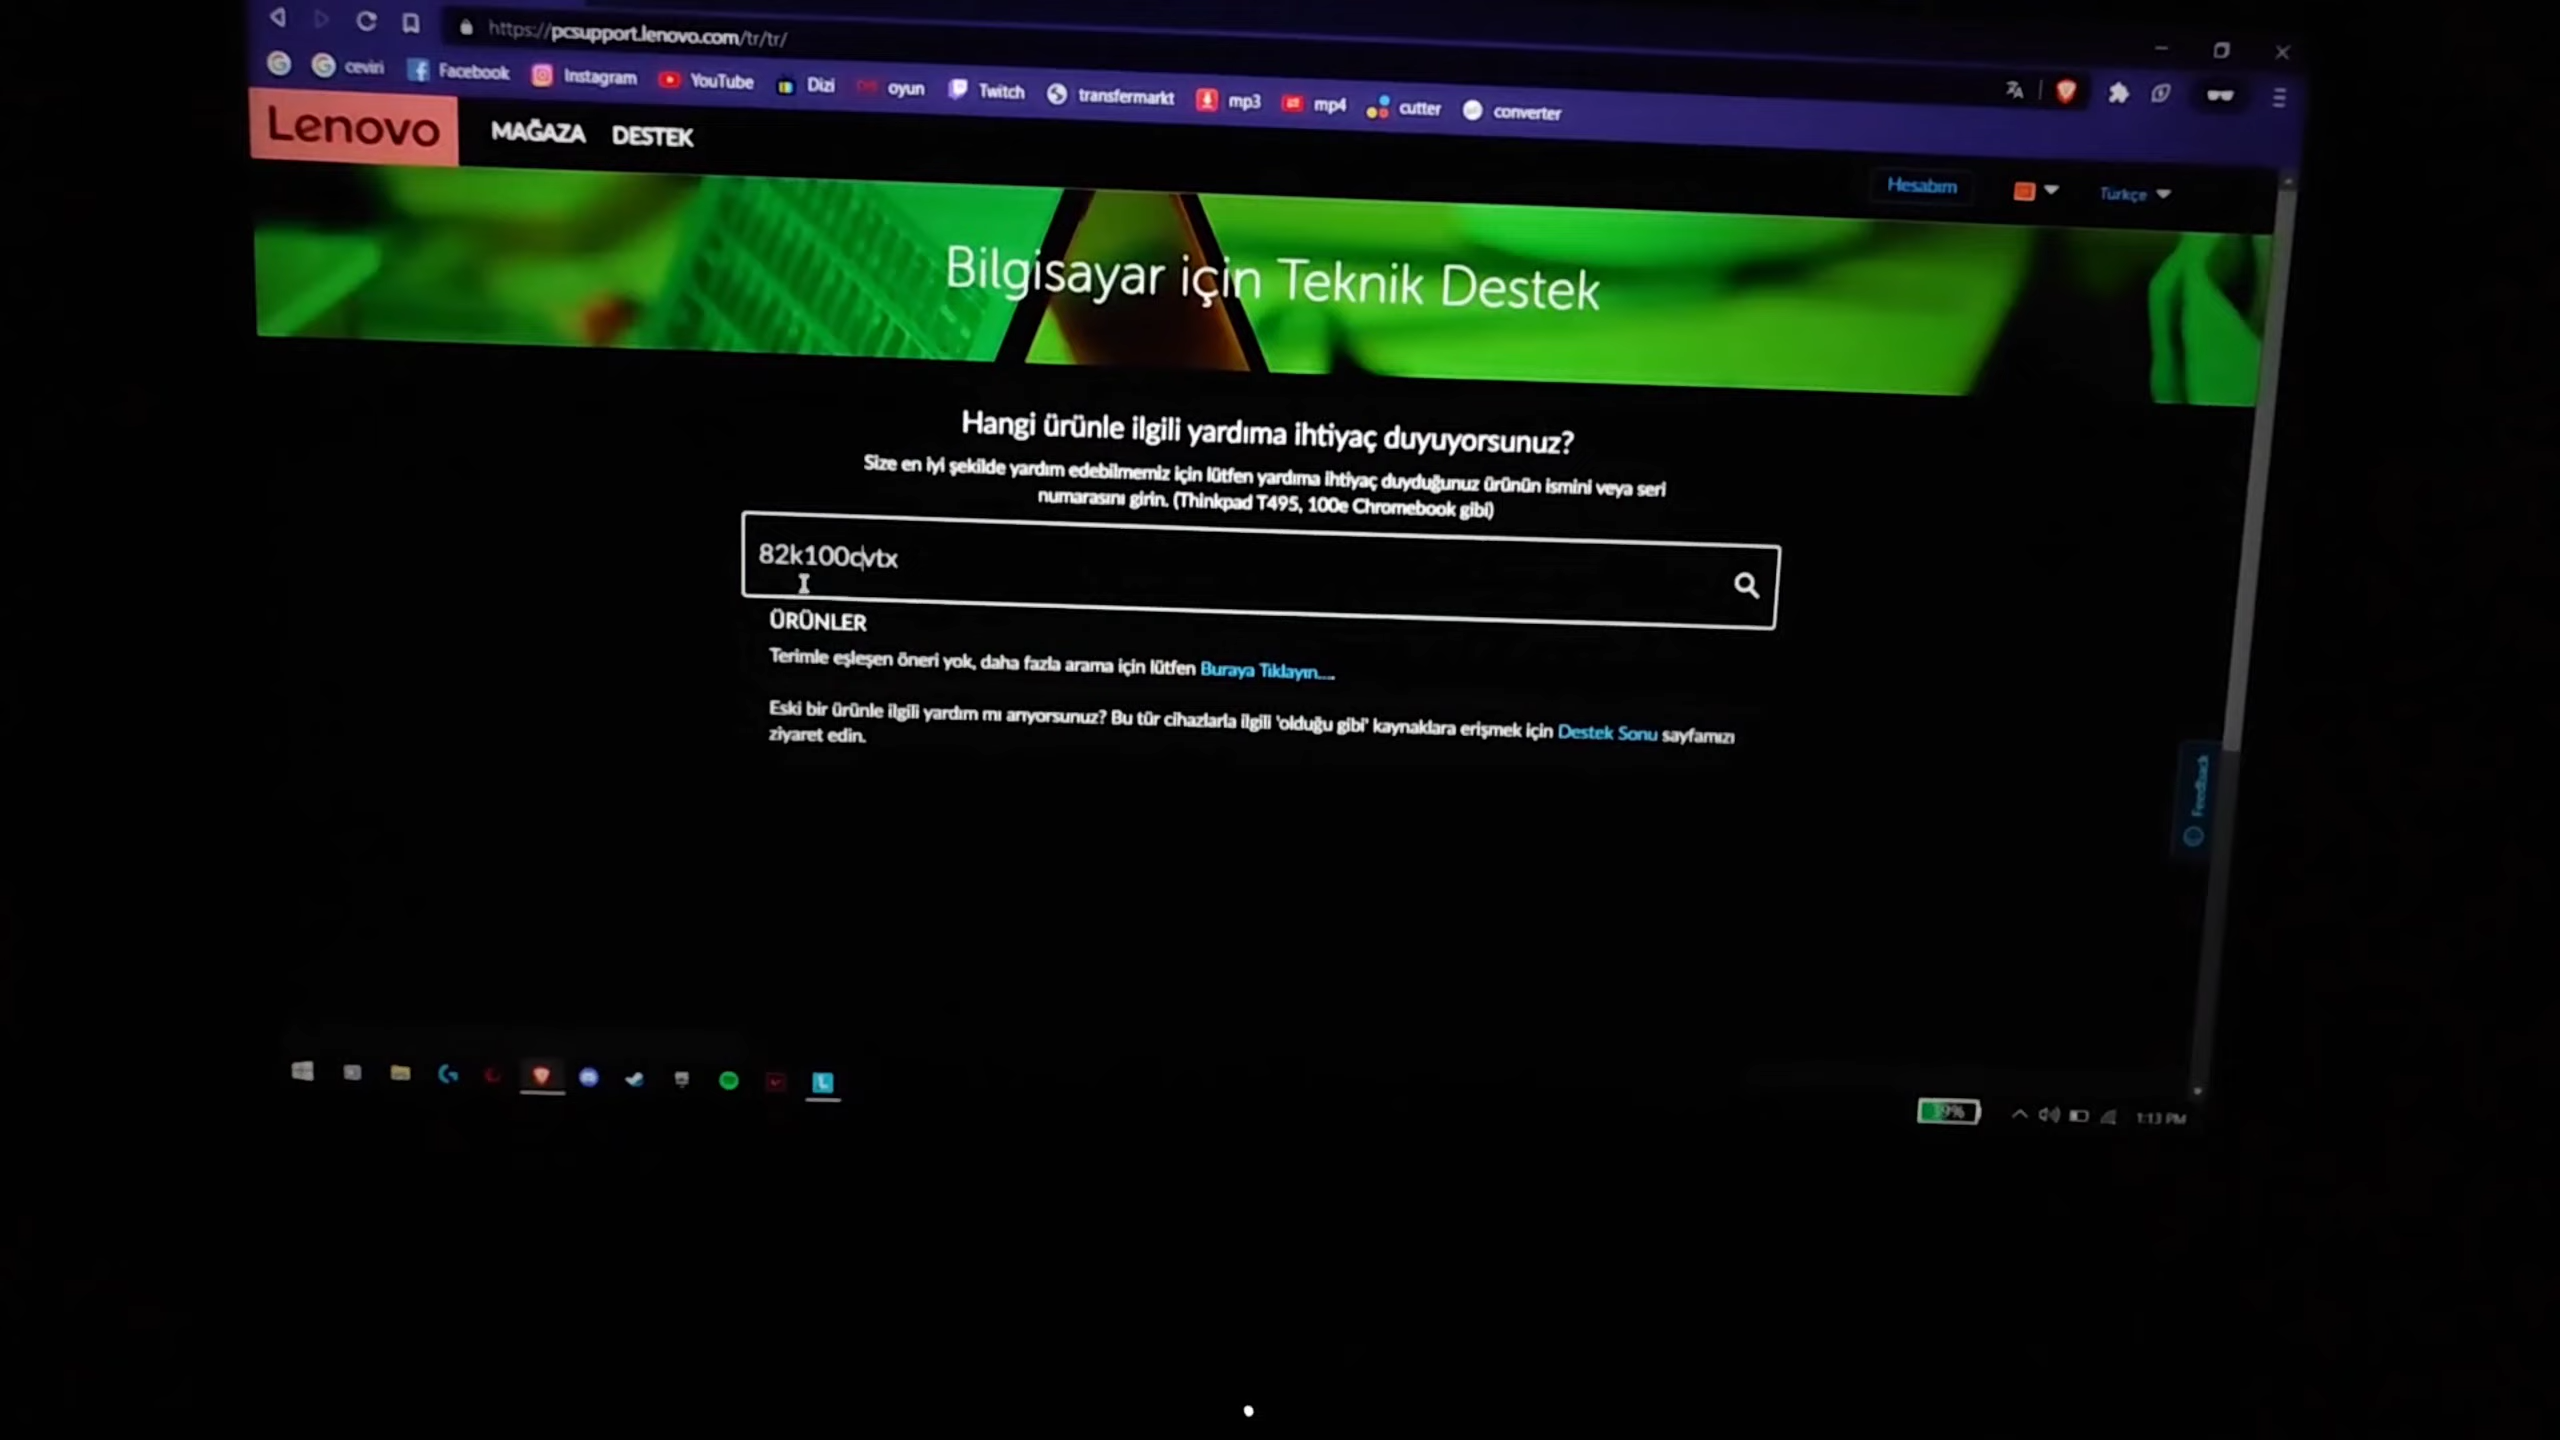 https://pcsupport.lenovo.com/tr/tr/
ceviri Facebook Instagram YouTube Dizi oyun Twitch transfermarkt mp3 mp4 cutter converter
Lenovo MAĞAZA DESTEK
Hesabım Türkçe
Bilgisayar için Teknik Destek
Hangi ürünle ilgili yardıma ihtiyaç duyuyorsunuz?
Size en iyi şekilde yardım edebilmemiz için lütfen yardıma ihtiyaç duyduğunuz ürünün ismini veya seri
numarasını girin. (Thinkpad T495, 100e Chromebook gibi)
82k100cvtx
ÜRÜNLER
Terimle eşleşen öneri yok, daha fazla arama için lütfen Buraya Tıklayın....
Eski bir ürünle ilgili yardım mı arıyorsunuz? Bu tür cihazlarla ilgili 'olduğu gibi' kaynaklara erişmek için Destek Sonu sayfamızı
ziyaret edin.
Feedback
1:13 PM